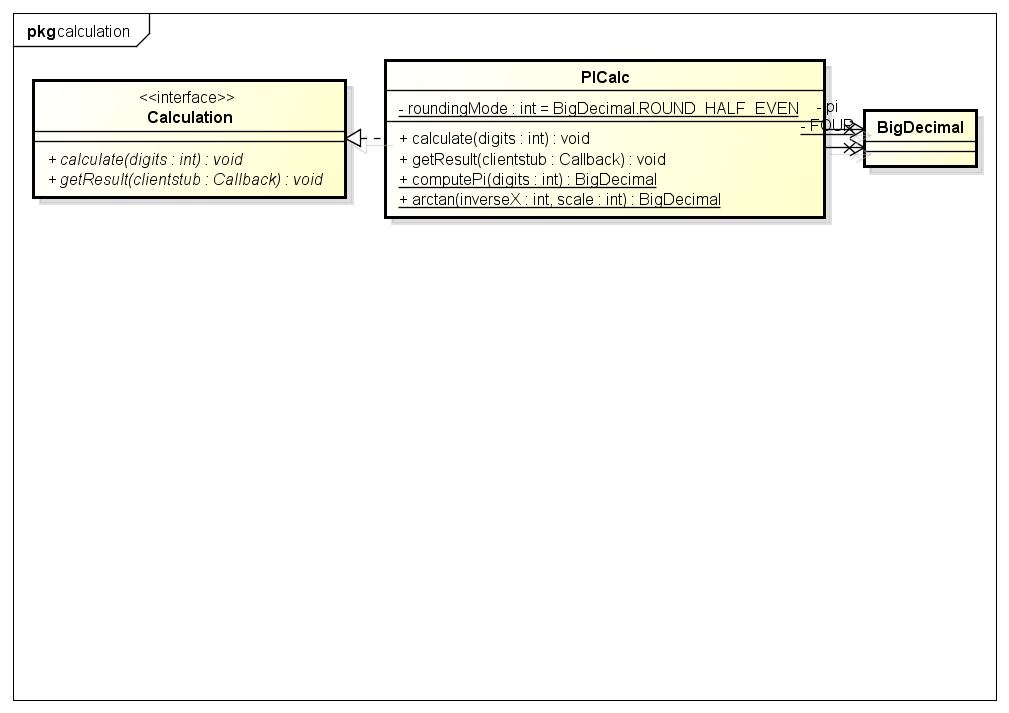 pkg calculation
<<interface>>
Calculation
+ calculate(digits : int) : void
+ getResult(clientstub : Callback) : void
PICalc
- roundingMode : int = BigDecimal.ROUND_HALF_EVEN
+ calculate(digits : int) : void
+ getResult(clientstub : Callback) : void
+ computePi(digits : int) : BigDecimal
+ arctan(inverseX : int, scale : int) : BigDecimal
- pi
- FOUR
BigDecimal